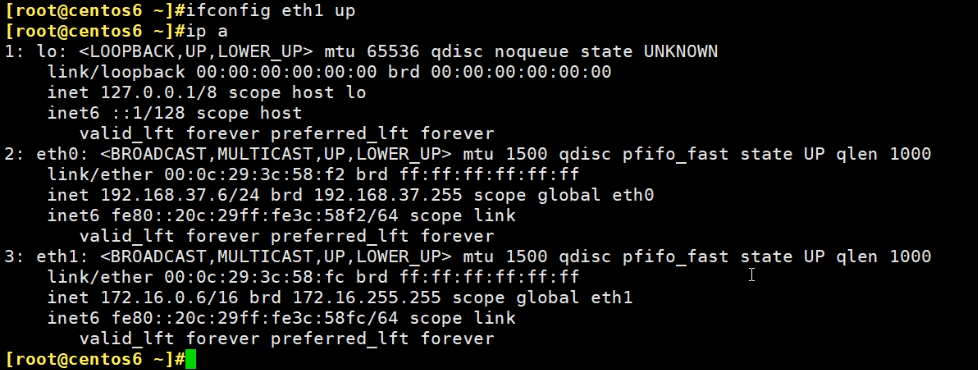 [root@centos6 ~]#ifconfig eth1 up
[root@centos6 ~]#ip a
1: lo: <LOOPBACK,UP,LOWER_UP> mtu 65536 qdisc noqueue state UNKNOWN
    link/loopback 00:00:00:00:00:00 brd 00:00:00:00:00:00
    inet 127.0.0.1/8 scope host lo
    inet6 ::1/128 scope host
       valid_lft forever preferred_lft forever
2: eth0: <BROADCAST,MULTICAST,UP,LOWER_UP> mtu 1500 qdisc pfifo_fast state UP qlen 1000
    link/ether 00:0c:29:3c:58:f2 brd ff:ff:ff:ff:ff:ff
    inet 192.168.37.6/24 brd 192.168.37.255 scope global eth0
    inet6 fe80::20c:29ff:fe3c:58f2/64 scope link
       valid_lft forever preferred_lft forever
3: eth1: <BROADCAST,MULTICAST,UP,LOWER_UP> mtu 1500 qdisc pfifo_fast state UP qlen 1000
    link/ether 00:0c:29:3c:58:fc brd ff:ff:ff:ff:ff:ff
    inet 172.16.0.6/16 brd 172.16.255.255 scope global eth1
    inet6 fe80::20c:29ff:fe3c:58fc/64 scope link
       valid_lft forever preferred_lft forever
[root@centos6 ~]#